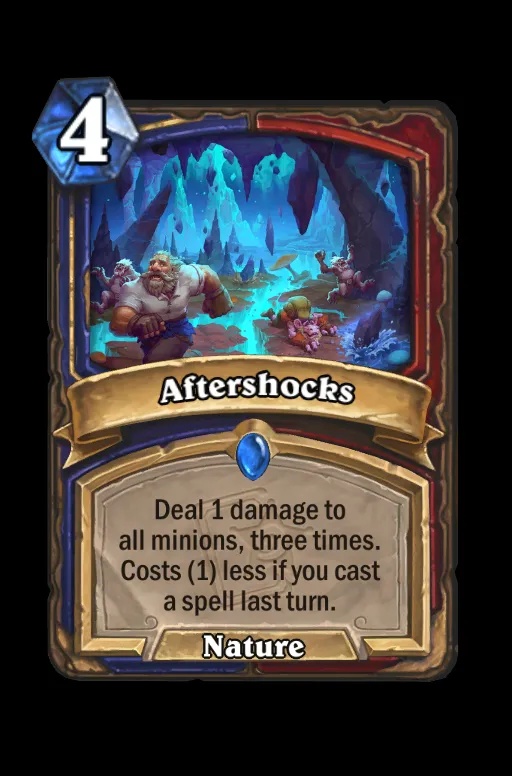 4
Aftershocks
Deal 1 damage to
all minions, three times.
Costs (1) less if you cast
a spell last turn.
Nature